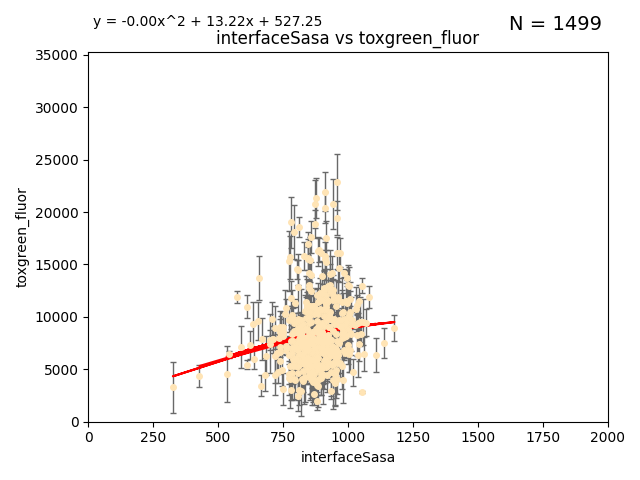 y = -0.00x^2 + 13.22x + 527.25
N = 1499
interfaceSasa vs toxgreen_fluor
35000
30000
25000
20000
15000
10000
5000
0
toxgreen_fluor
0 250 500 750 1000 1250 1500 1750 2000
interfaceSasa